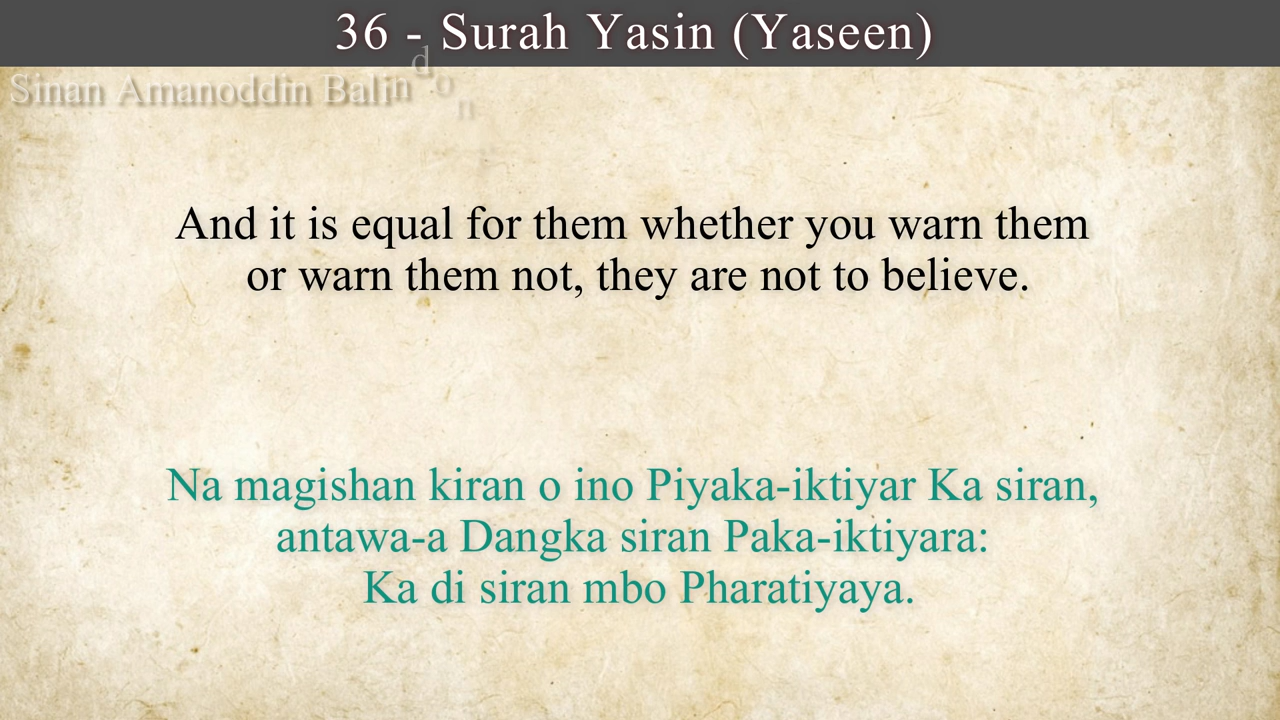 36 - Surah Yasin (Yaseen)
Sinan Amanoddin Balindon
And it is equal for them whether you warn them
or warn them not, they are not to believe.
Na magishan kiran o ino Piyaka-iktiyar Ka siran,
antawa-a Dangka siran Paka-iktiyara:
Ka di siran mbo Pharatiyaya.